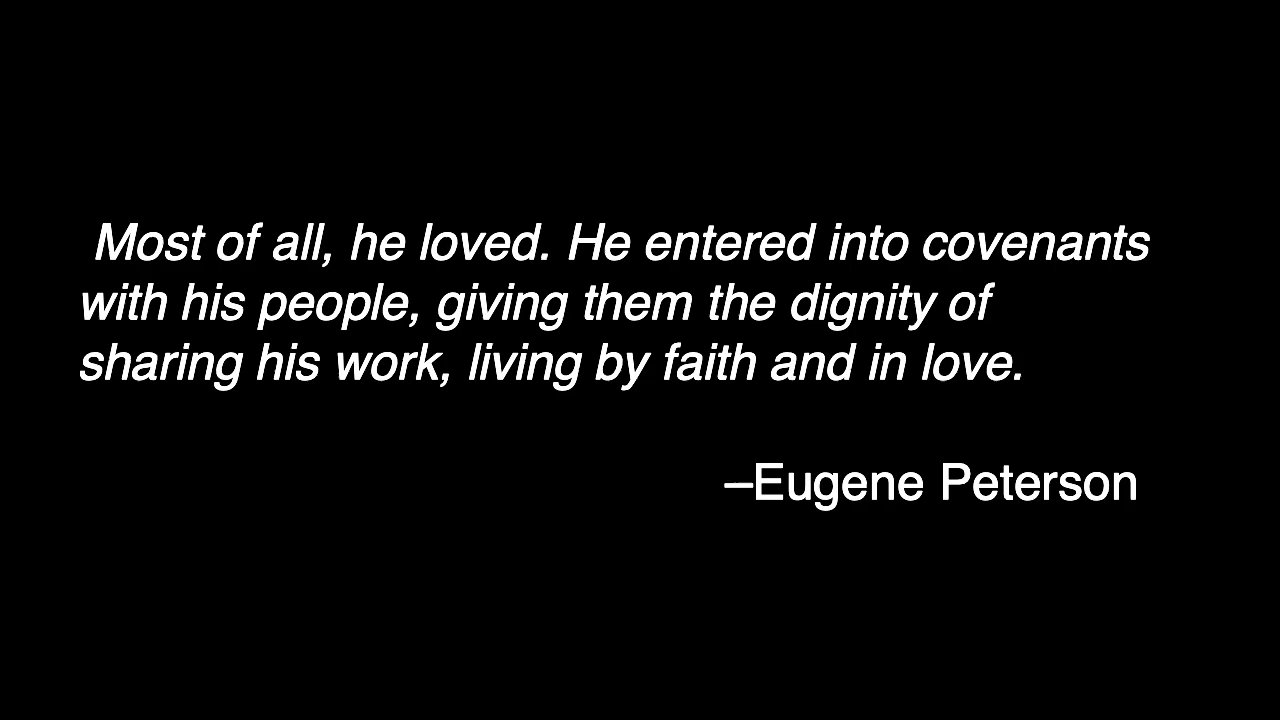 Most of all, he loved. He entered into covenants
with his people, giving them the dignity of
sharing his work, living by faith and in love.
–Eugene Peterson